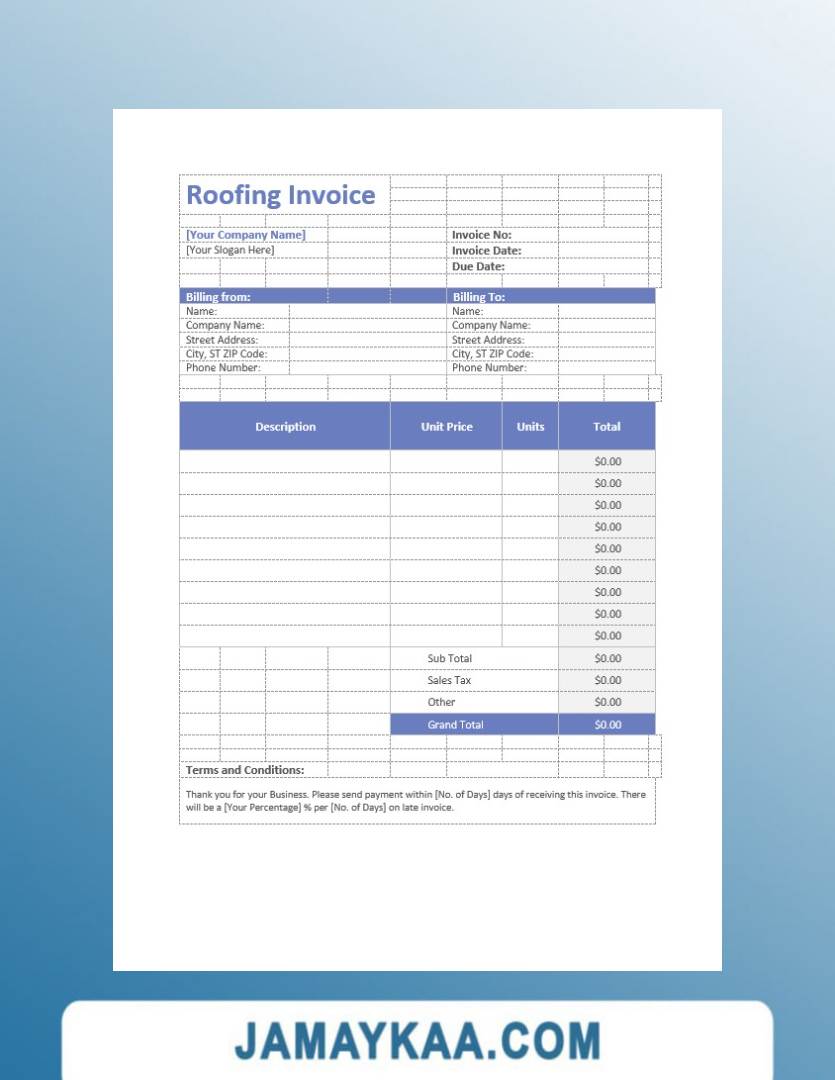 Roofing Invoice
[Your Company Name] Invoice No:
[Your Slogan Here] Invoice Date:
Due Date:
Billing from: Billing To:
Name: Name:
Company Name: Company Name:
Street Address: Street Address:
City, ST ZIP Code: City, ST ZIP Code:
Phone Number: Phone Number:
Description Unit Price Units Total
$0.00
$0.00
$0.00
$0.00
$0.00
$0.00
$0.00
$0.00
$0.00
Sub Total $0.00
Sales Tax $0.00
Other $0.00
Grand Total $0.00
Terms and Conditions:
Thank you for your Business. Please send payment within [No. of Days] days of receiving this invoice. There
will be a [Your Percentage] % per [No. of Days] on late invoice.
JAMAYKAA.COM